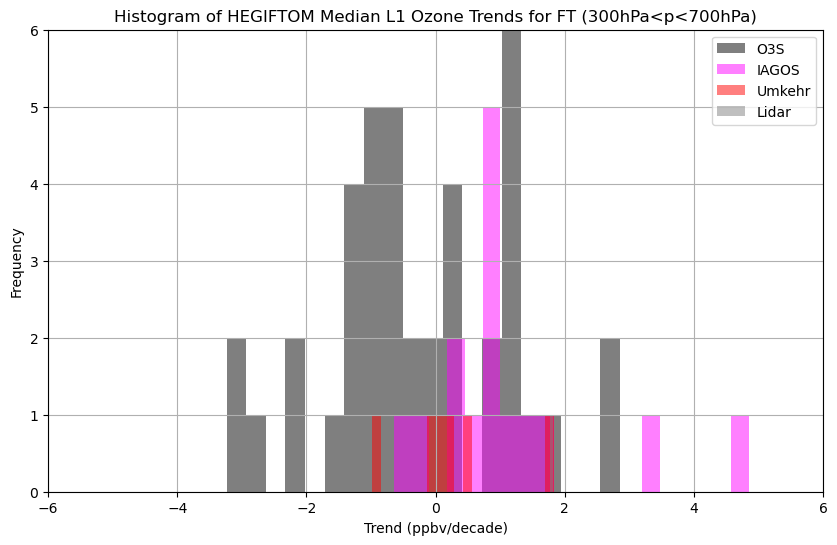 Histogram of HEGIFTOM Median L1 Ozone Trends for FT (300hPa<p<700hPa)
O3S
IAGOS
Umkehr
Lidar
Frequency
6
5
4
3
2
1
0
−6
−4
−2
0
2
4
6
Trend (ppbv/decade)